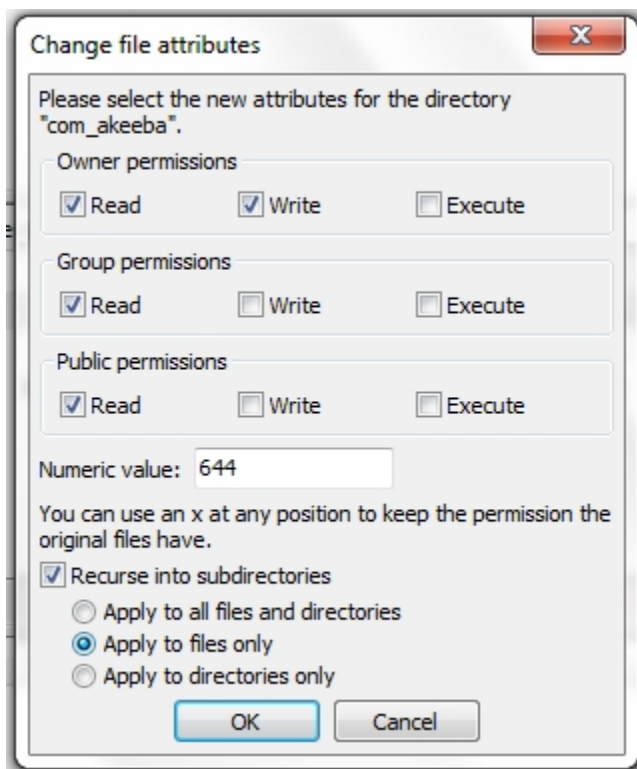 Change file attributes
Please select the new attributes for the directory
"com_akeeba".
Owner permissions
Read Write Execute
Group permissions
Read Write Execute
Public permissions
Read Write Execute
Numeric value: 644
You can use an x at any position to keep the permission the
original files have.
Recurse into subdirectories
Apply to all files and directories
Apply to files only
Apply to directories only
OK Cancel